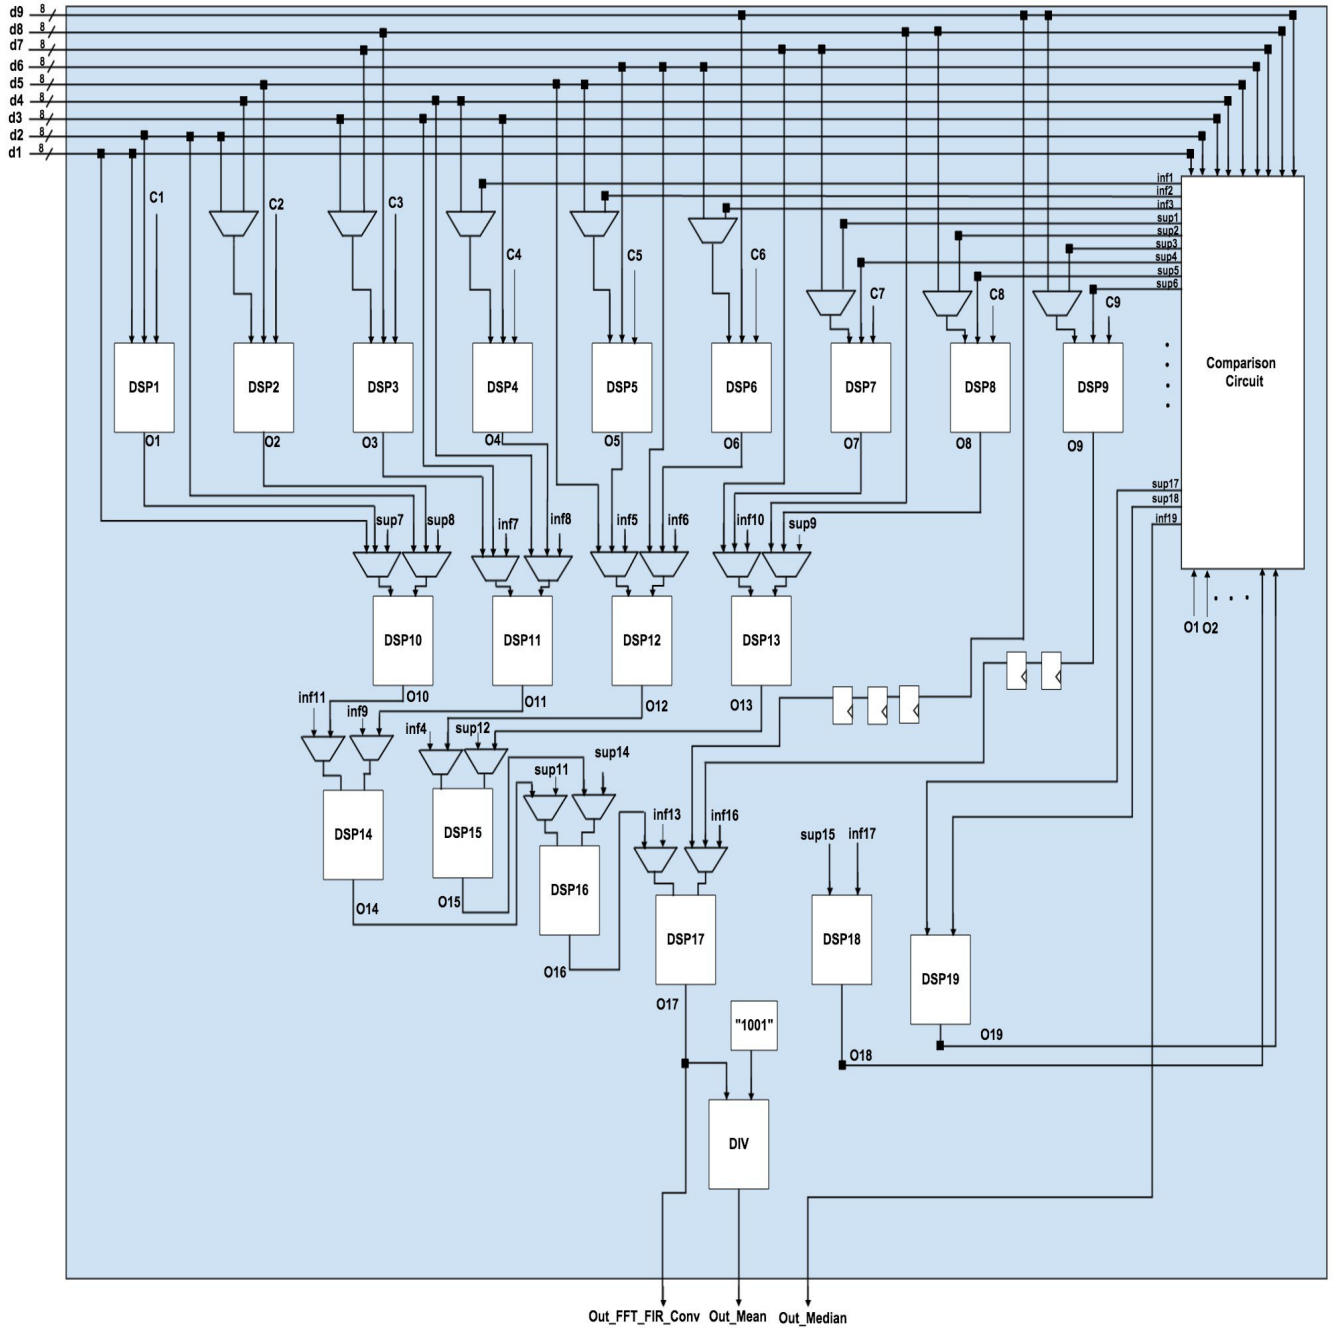 d9 8
d8 8
d7 8
d6 8
d5 8
d4 8
d3 8
d2 8
d1 8
C1 C2 C3 C4 C5 C6 C7 C8 C9
inf1
inf2
inf3
sup1
sup2
sup3
sup4
sup5
sup6
DSP1 DSP2 DSP3 DSP4 DSP5 DSP6 DSP7 DSP8 DSP9
Comparison
Circuit
O1 O2 O3 O4 O5 O6 O7 O8 O9
sup17
sup18
inf19
sup7 sup8 inf7 inf8 inf5 inf6 inf10 sup9
O1 O2
DSP10 DSP11 DSP12 DSP13
O10 O11 O12 O13
inf11 inf9 inf4 sup12
sup11 sup14
DSP14 DSP15
inf13 inf16
sup15 inf17
DSP16
O14 O15
DSP17 DSP18
O16
DSP19
O17
"1001"
O18 O19
DIV
Out_FFT_FIR_Conv Out_Mean Out_Median